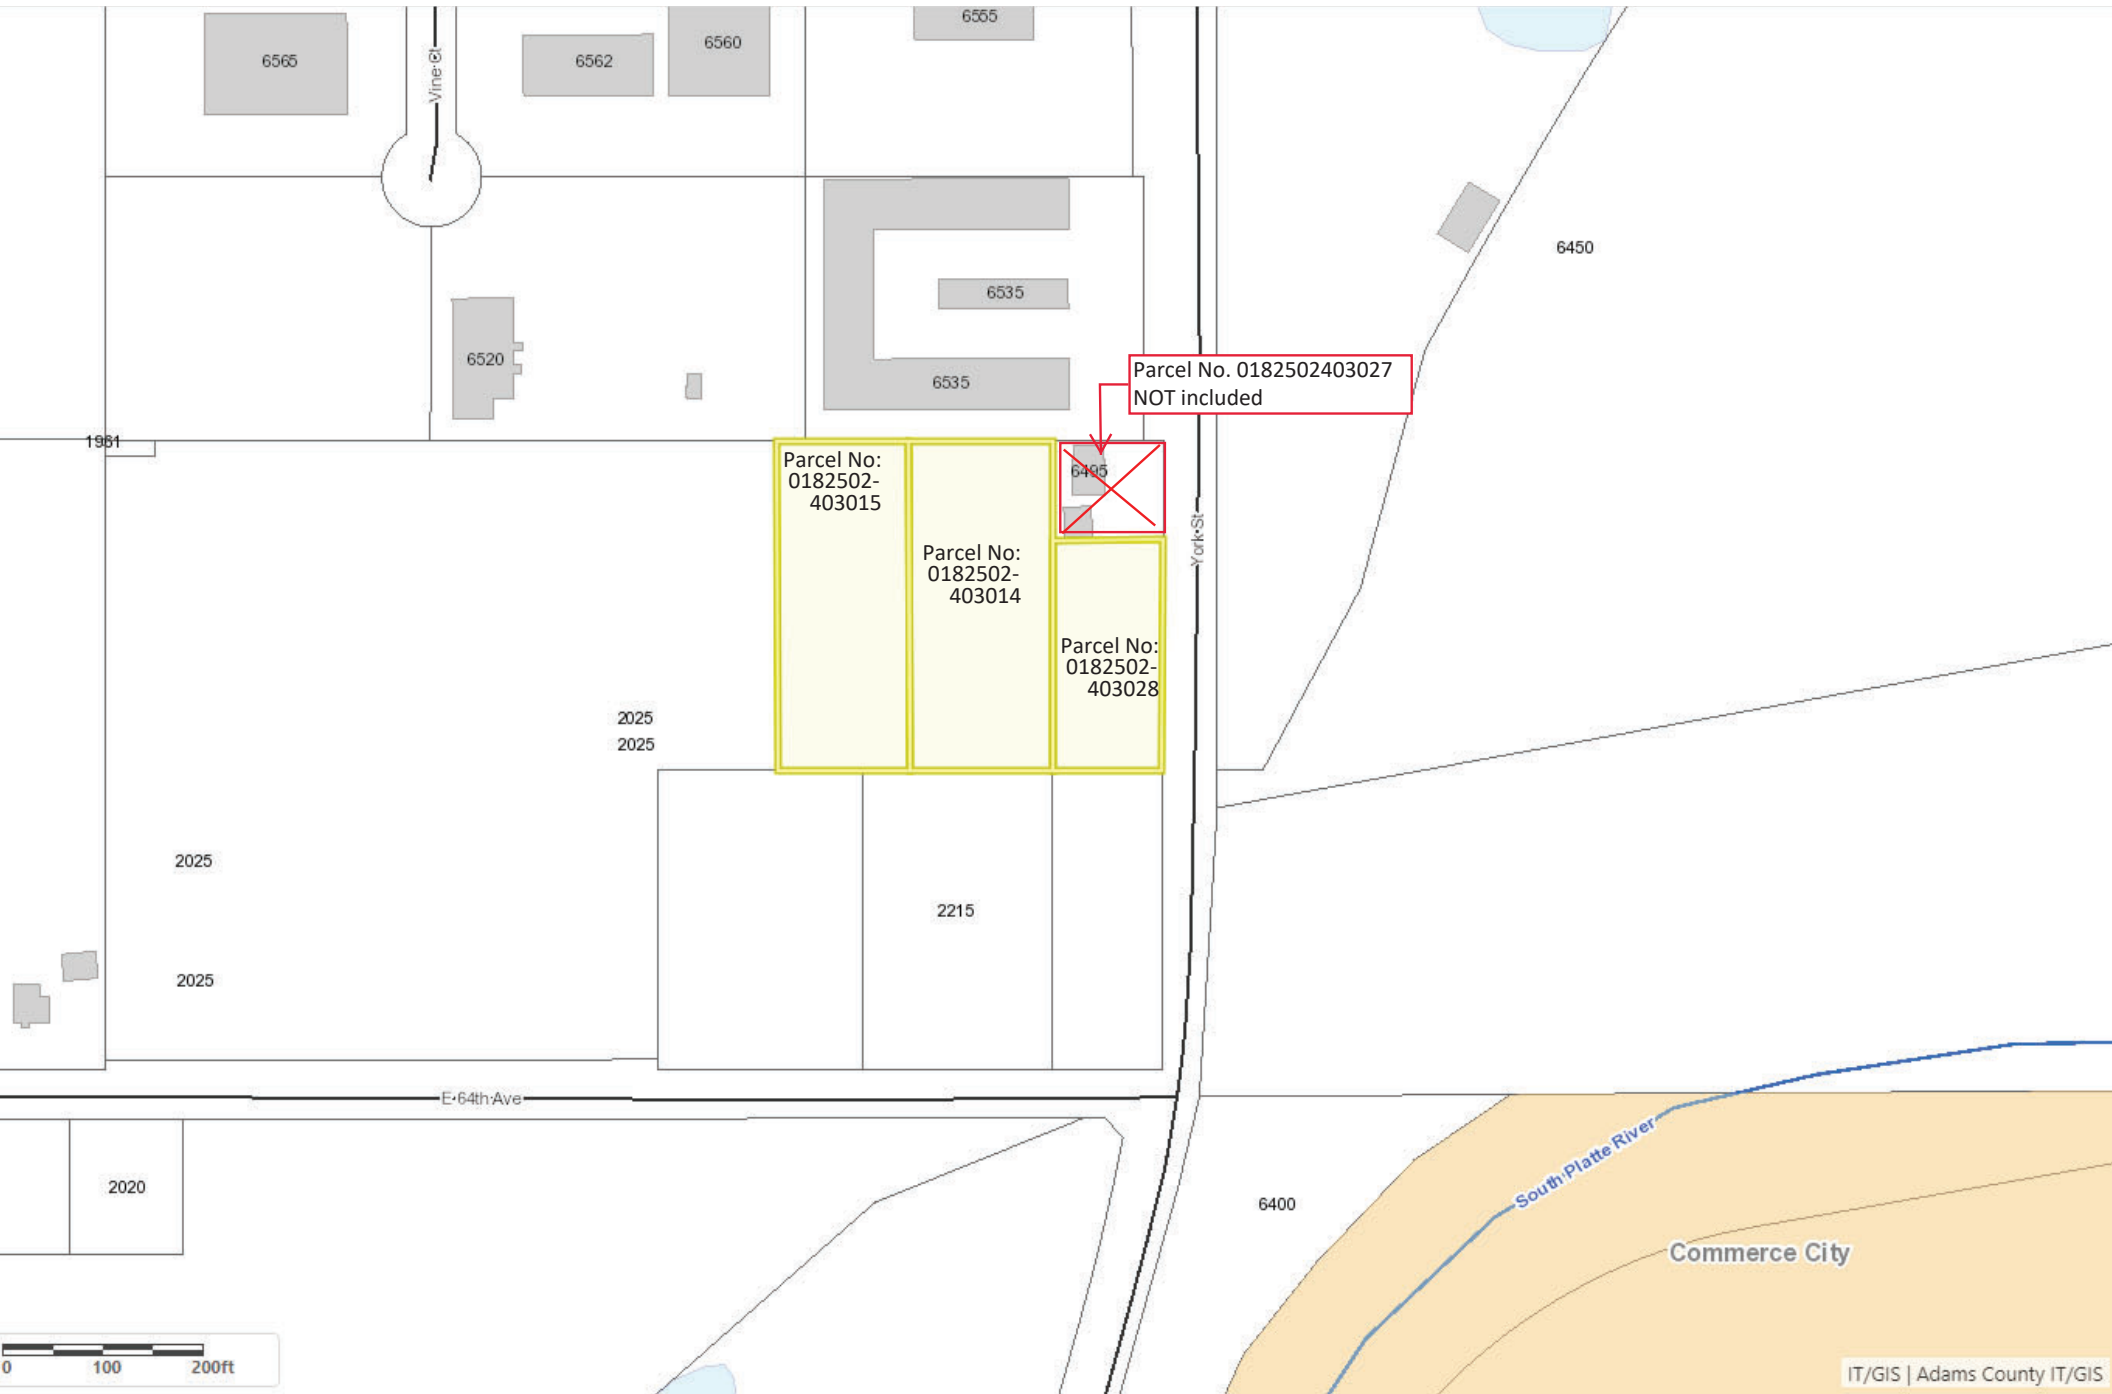 6555
6560
6565
6562
Vine Ct
6450
6535
6520
6535
Parcel No. 0182502403027
NOT included
1961
Parcel No:
0182502-
403015
6495
Parcel No:
0182502-
403014
York St
Parcel No:
0182502-
403028
2025
2025
2025
2215
2025
E 64th Ave
South Platte River
2020
6400
Commerce City
0 100 200ft
IT/GIS | Adams County IT/GIS